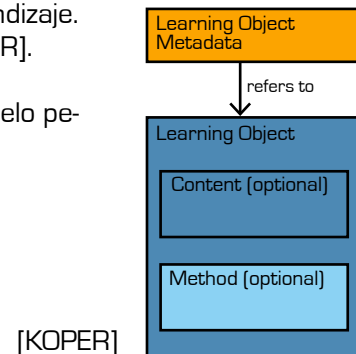 ndizaje.
R].
elo pe-
[KOPER]
Learning Object
Metadata
refers to
Learning Object
Content (optional)
Method (optional)